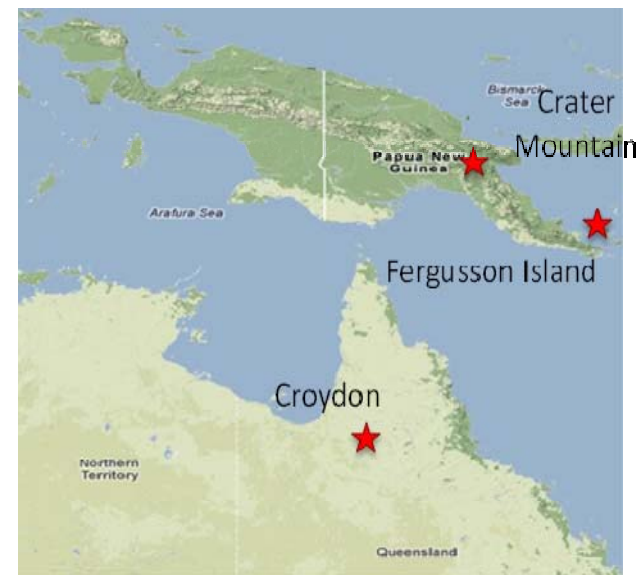 Bismarck
Sea
Crater
Mountain
Papua New
Guinea
Arafura Sea
Fergusson Island
Croydon
Northern
Territory
Queensland